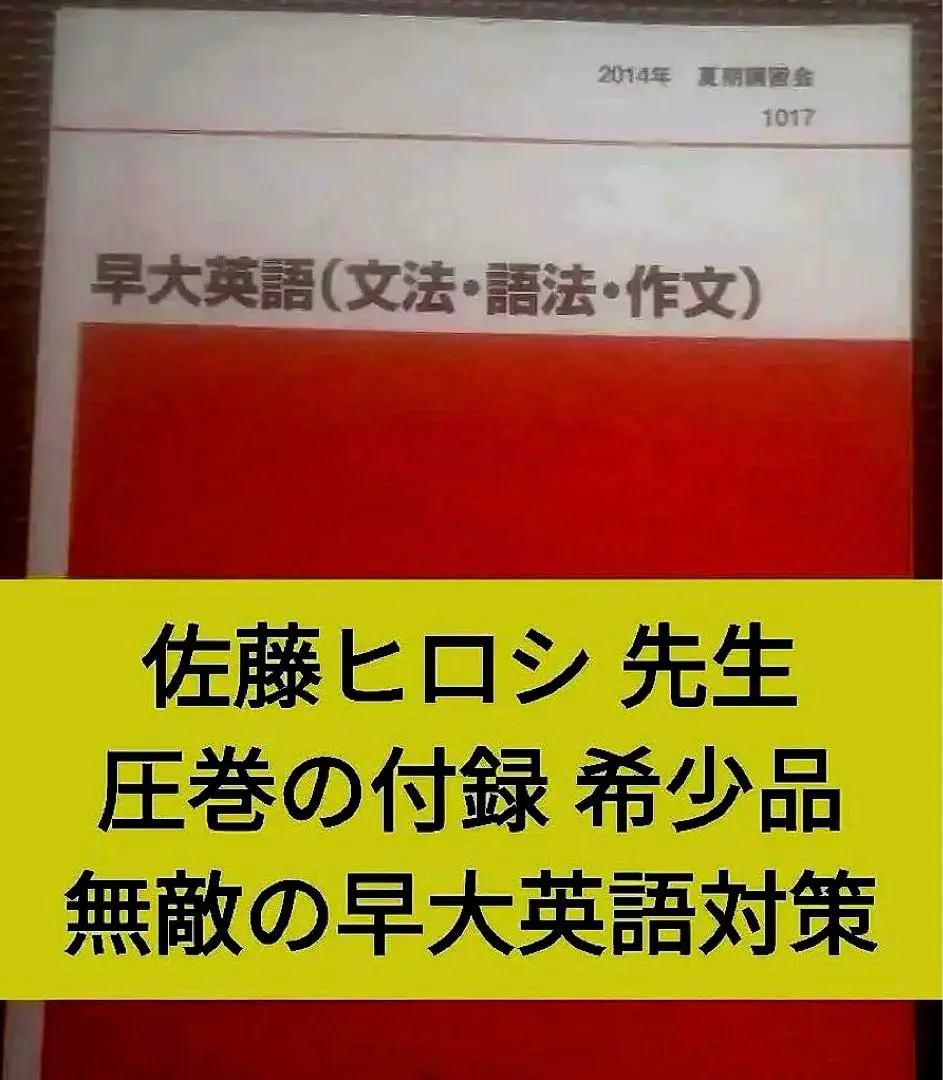 2014年 夏期講習会
1017
早大英語(文法・語法・作文)
佐藤ヒロシ 先生
圧巻の付録 希少品
無敵の早大英語対策